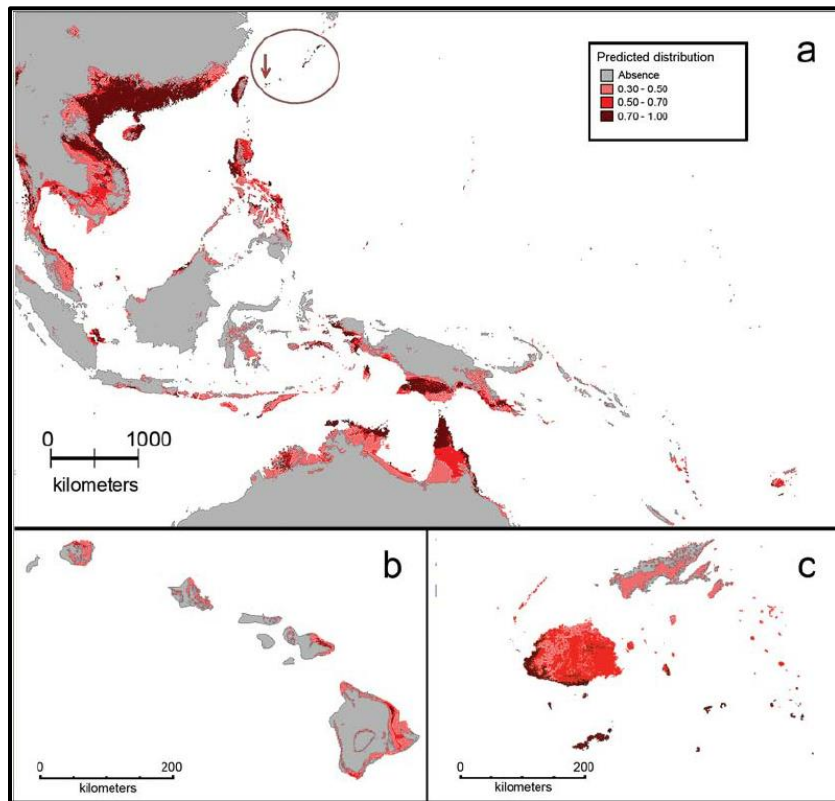 a
Predicted distribution
Absence
0.30 - 0.50
0.50 - 0.70
0.70 - 1.00
0 1000
kilometers
b
c
0 200
kilometers
0 200
kilometers